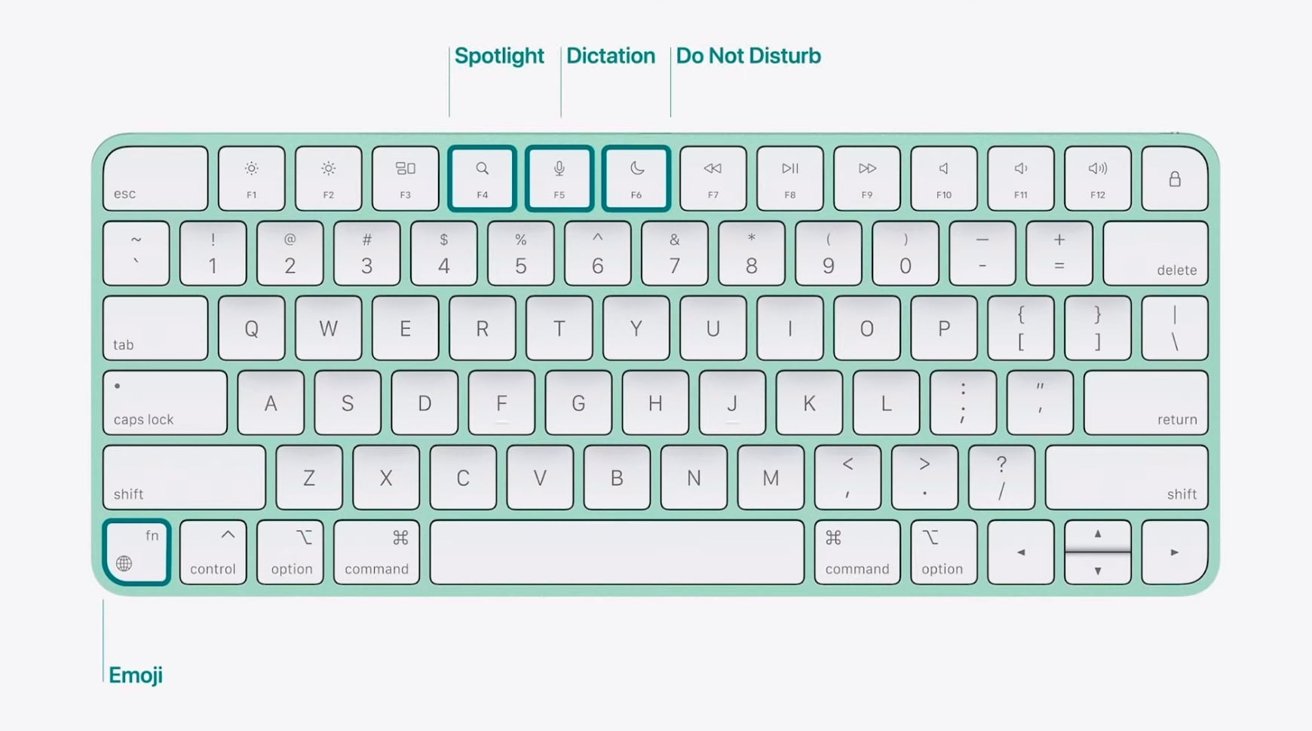 Spotlight Dictation Do Not Disturb
esc F1 F2 F3 F4 F5 F6 F7 F8 F9 F10 F11 F12
~ ! @ # $ % ^ & * ( ) — +
` 1 2 3 4 5 6 7 8 9 0 - = delete
tab Q W E R T Y U I O P { [ } ] | \
caps lock A S D F G H J K L : ; " ' return
shift Z X C V B N M < , > . ? / shift
fn ^ ⌥ ⌘ ⌘ ⌥
control option command command option
Emoji